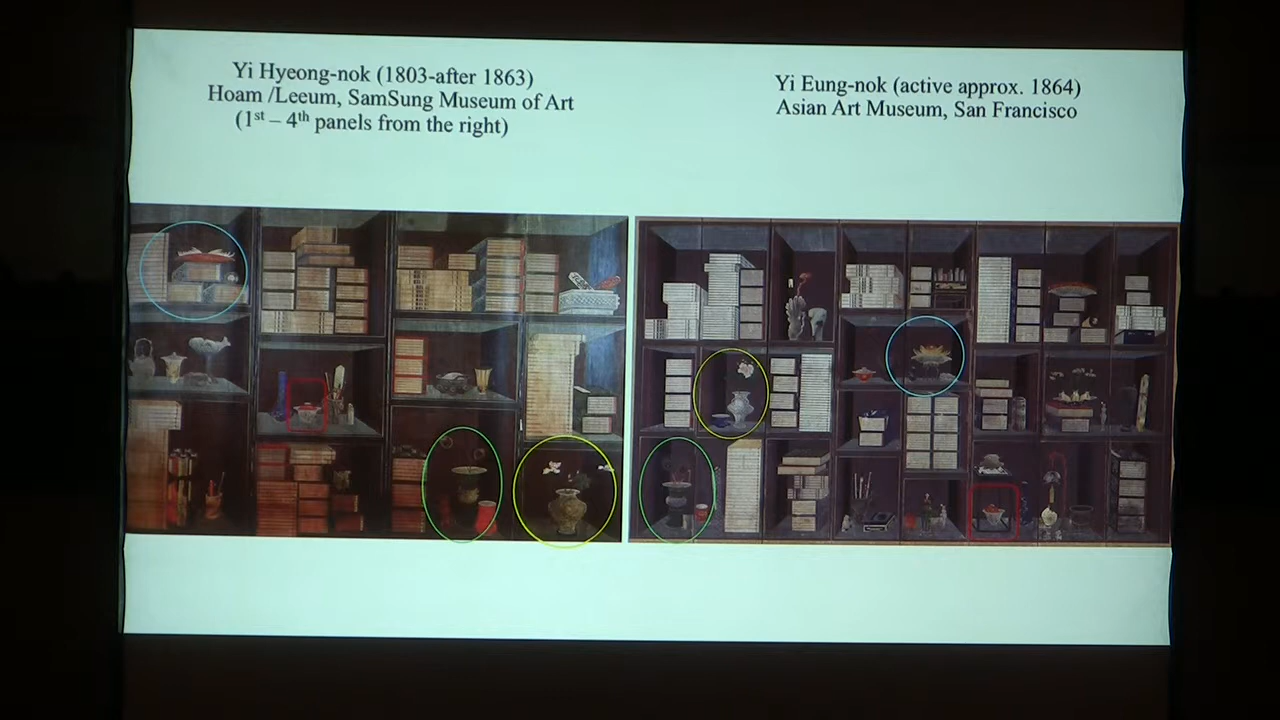 Yi Hyeong-nok (1803-after 1863)
Hoam /Leeum, SamSung Museum of Art
(1st – 4th panels from the right)
Yi Eung-nok (active approx. 1864)
Asian Art Museum, San Francisco